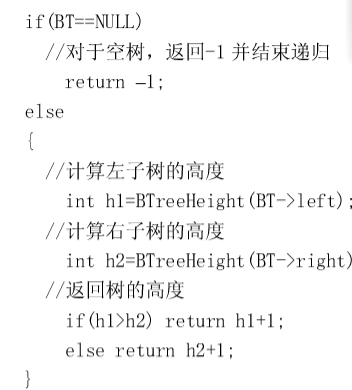 if(BT==NULL)
//对于空树，返回-1 并结束递归
return –1;
else
{
//计算左子树的高度
int h1=BTreeHeight(BT->left);
//计算右子树的高度
int h2=BTreeHeight(BT->right)
//返回树的高度
if(h1>h2) return h1+1;
else return h2+1;
}